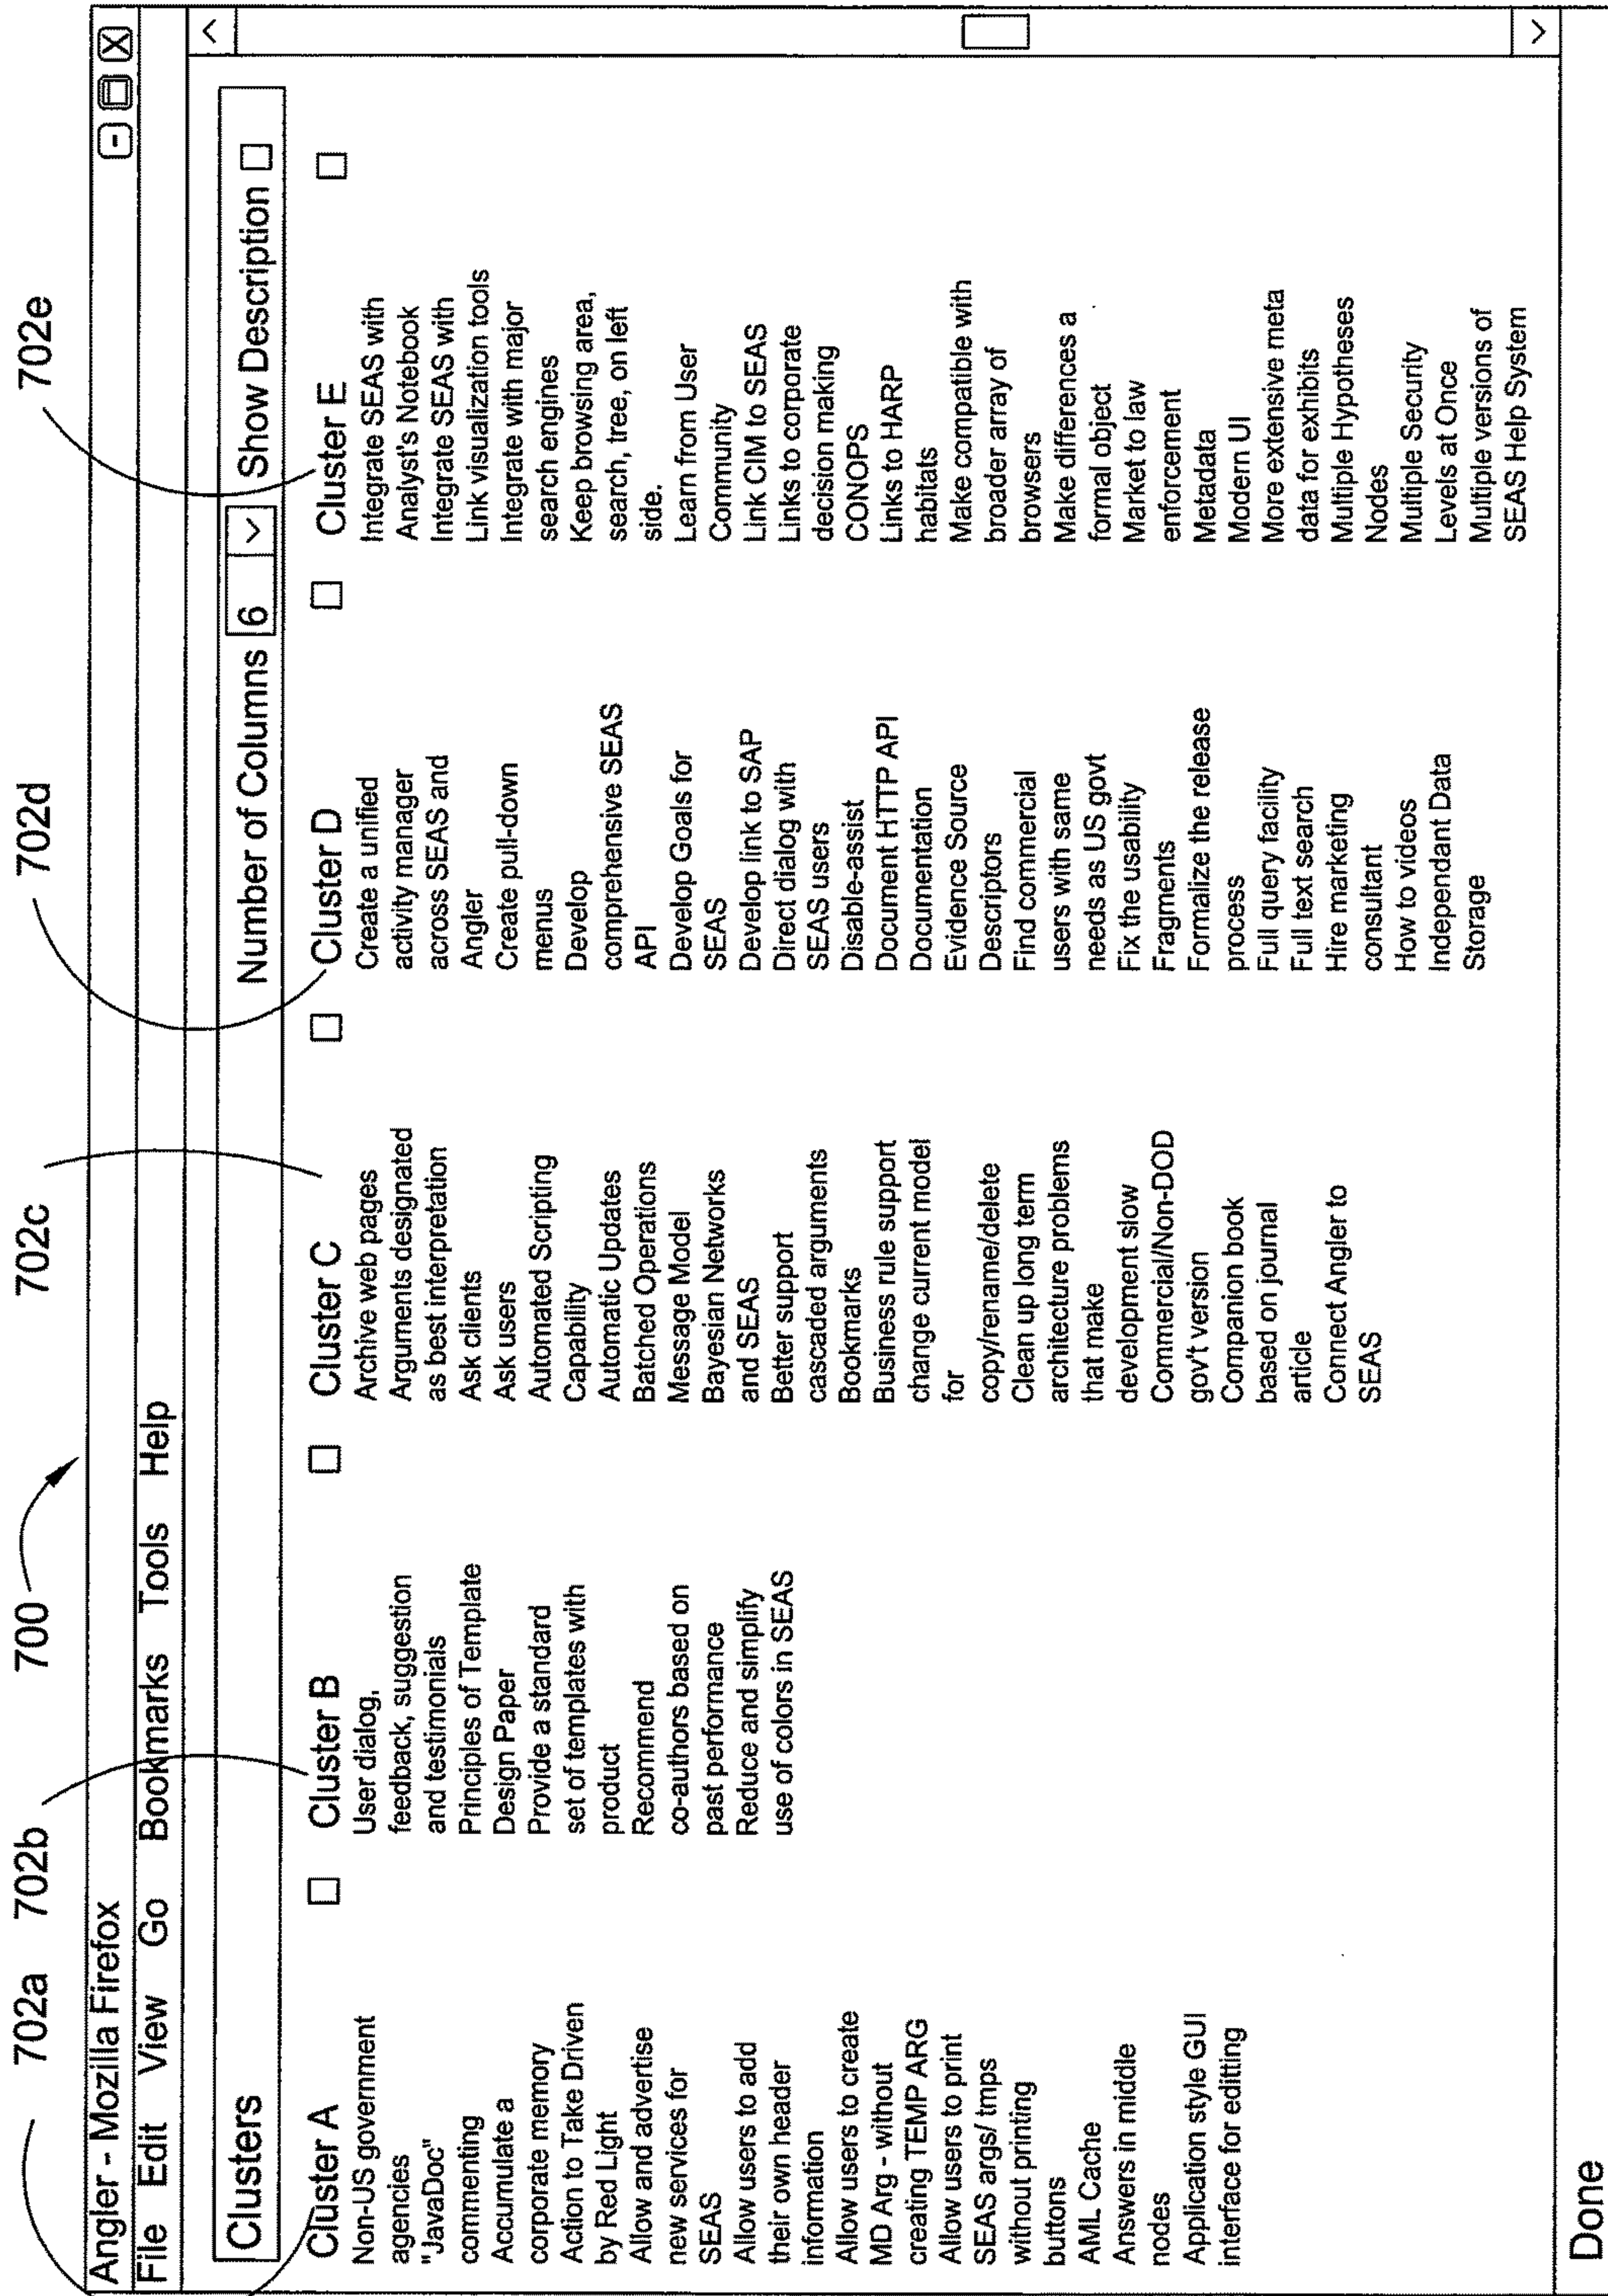 702a 702b 700 702c 702d 702e
Angler - Mozilla Firefox
File Edit View Go Bookmarks Tools Help
Clusters Number of Columns 6 Show Description
Cluster A
Non-US government
agencies
"JavaDoc"
commenting
Accumulate a
corporate memory
Action to Take Driven
by Red Light
Allow and advertise
new services for
SEAS
Allow users to add
their own header
information
Allow users to create
MD Arg - without
creating TEMP ARG
Allow users to print
SEAS args/ tmps
without printing
buttons
AML Cache
Answers in middle
nodes
Application style GUI
interface for editting
Cluster B
User dialog,
feedback, suggestion
and testimonials
Principles of Template
Design Paper
Provide a standard
set of templates with
product
Recommend
co-authors based on
past performance
Reduce and simplify
use of colors in SEAS
Cluster C
Archive web pages
Arguments designated
as best interpretation
Ask clients
Ask users
Automated Scripting
Capability
Automatic Updates
Batched Operations
Message Model
Bayesian Networks
and SEAS
Better support
cascaded arguments
Bookmarks
Business rule support
change current model
for
copy/rename/delete
Clean up long term
architecture problems
that make
development slow
Commercial/Non-DOD
gov't version
Companion book
based on journal
article
Connect Angler to
SEAS
Cluster D
Create a unified
activity manager
across SEAS and
Angler
Create pull-down
menus
Develop
comprehensive SEAS
API
Develop Goals for
SEAS
Develop link to SAP
Direct dialog with
SEAS users
Disable-assist
Document HTTP API
Documentation
Evidence Source
Descriptors
Find commercial
users with same
needs as US govt
Fix the usability
Fragments
Formalize the release
process
Full query facility
Full text search
Hire marketing
consultant
How to videos
Independant Data
Storage
Cluster E
Integrate SEAS with
Analyst's Notebook
Integrate SEAS with
Link visualization tools
Integrate with major
search engines
Keep browsing area,
search, tree, on left
side.
Learn from User
Community
Link CIM to SEAS
Links to corporate
decision making
CONOPS
Links to HARP
habitats
Make compatible with
broader array of
browsers
Make differences a
formal object
Market to law
enforcement
Metadata
Modern UI
More extensive meta
data for exhibits
Multiple Hypotheses
Nodes
Multiple Security
Levels at Once
Multiple versions of
SEAS Help System
Done